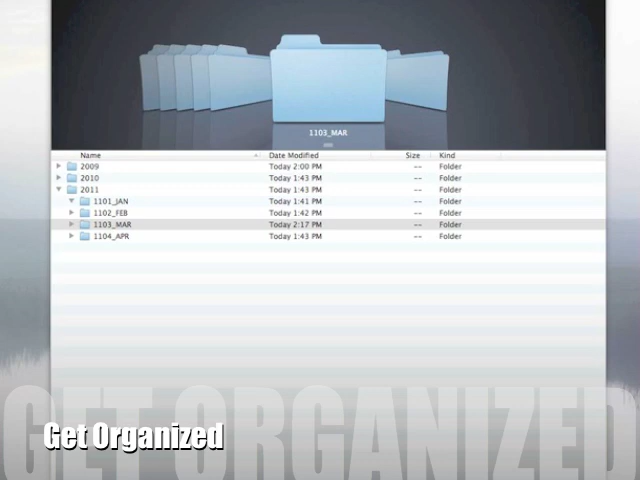 1103_MAR
Name Date Modified Size Kind
2009 Today 2:00 PM -- Folder
2010 Today 1:43 PM -- Folder
2011 Today 1:43 PM -- Folder
1101_JAN Today 1:41 PM -- Folder
1102_FEB Today 1:42 PM -- Folder
1103_MAR Today 2:17 PM -- Folder
1104_APR Today 1:43 PM -- Folder
GET ORGANIZED
Get Organized